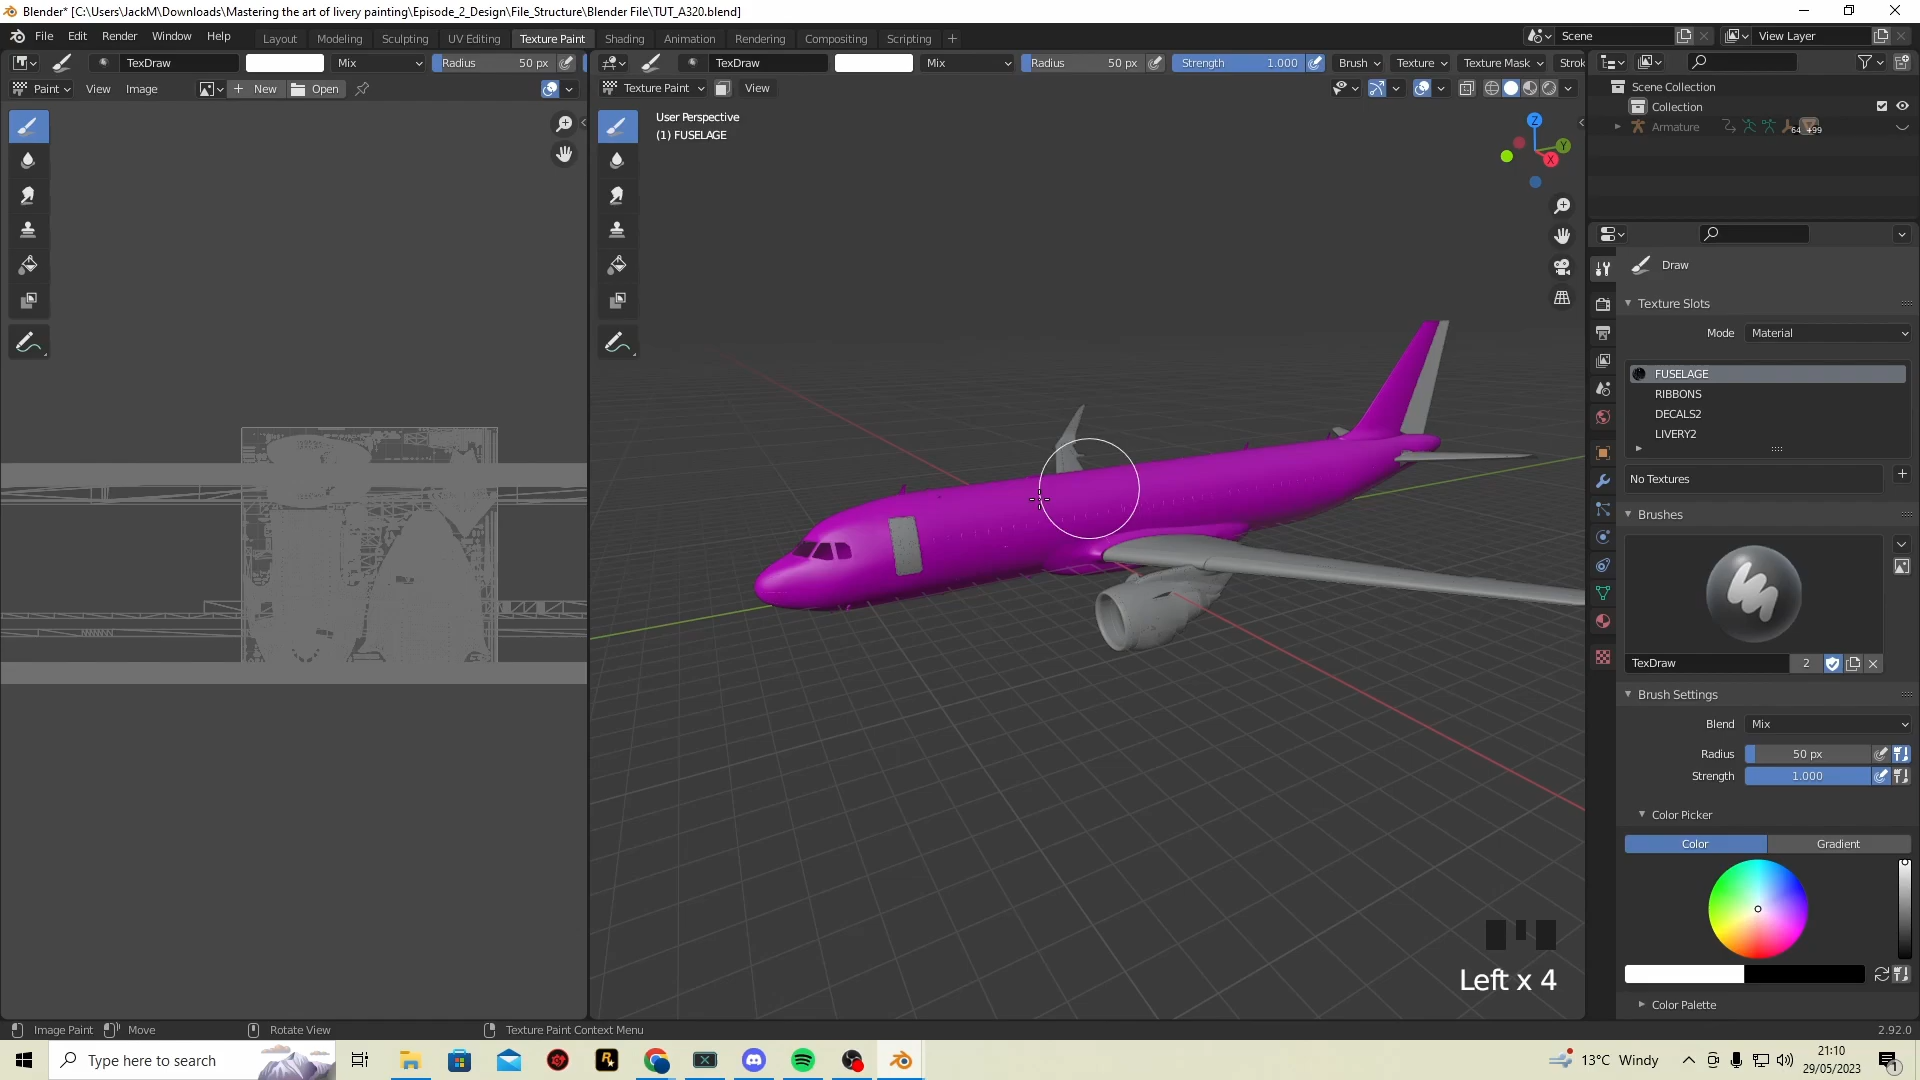 Blender* [C:\Users\JackM\Downloads\Mastering the art of livery painting\Episode_2_Design\File_Structure\Blender File\TUT_A320.blend]
File Edit Render Window Help Layout Modeling Sculpting UV Editing Texture Paint Shading Animation Rendering Compositing Scripting + Scene View Layer
TexDraw Mix Radius 50 px TexDraw Mix Radius 50 px Strength 1.000 Brush Texture Texture Mask Strok
Paint View Image New Open Texture Paint View
User Perspective
(1) FUSELAGE
Z
Y
X
Left x 4
Scene Collection
Collection
Armature 64 +99
Draw
Texture Slots
Mode Material
FUSELAGE
RIBBONS
DECALS2
LIVERY2
No Textures
Brushes
TexDraw 2
Brush Settings
Blend Mix
Radius 50 px
Strength 1.000
Color Picker
Color Gradient
Color Palette
Image Paint Move Rotate View Texture Paint Context Menu 2.92.0
Type here to search 13°C Windy 21:10
29/05/2023 1